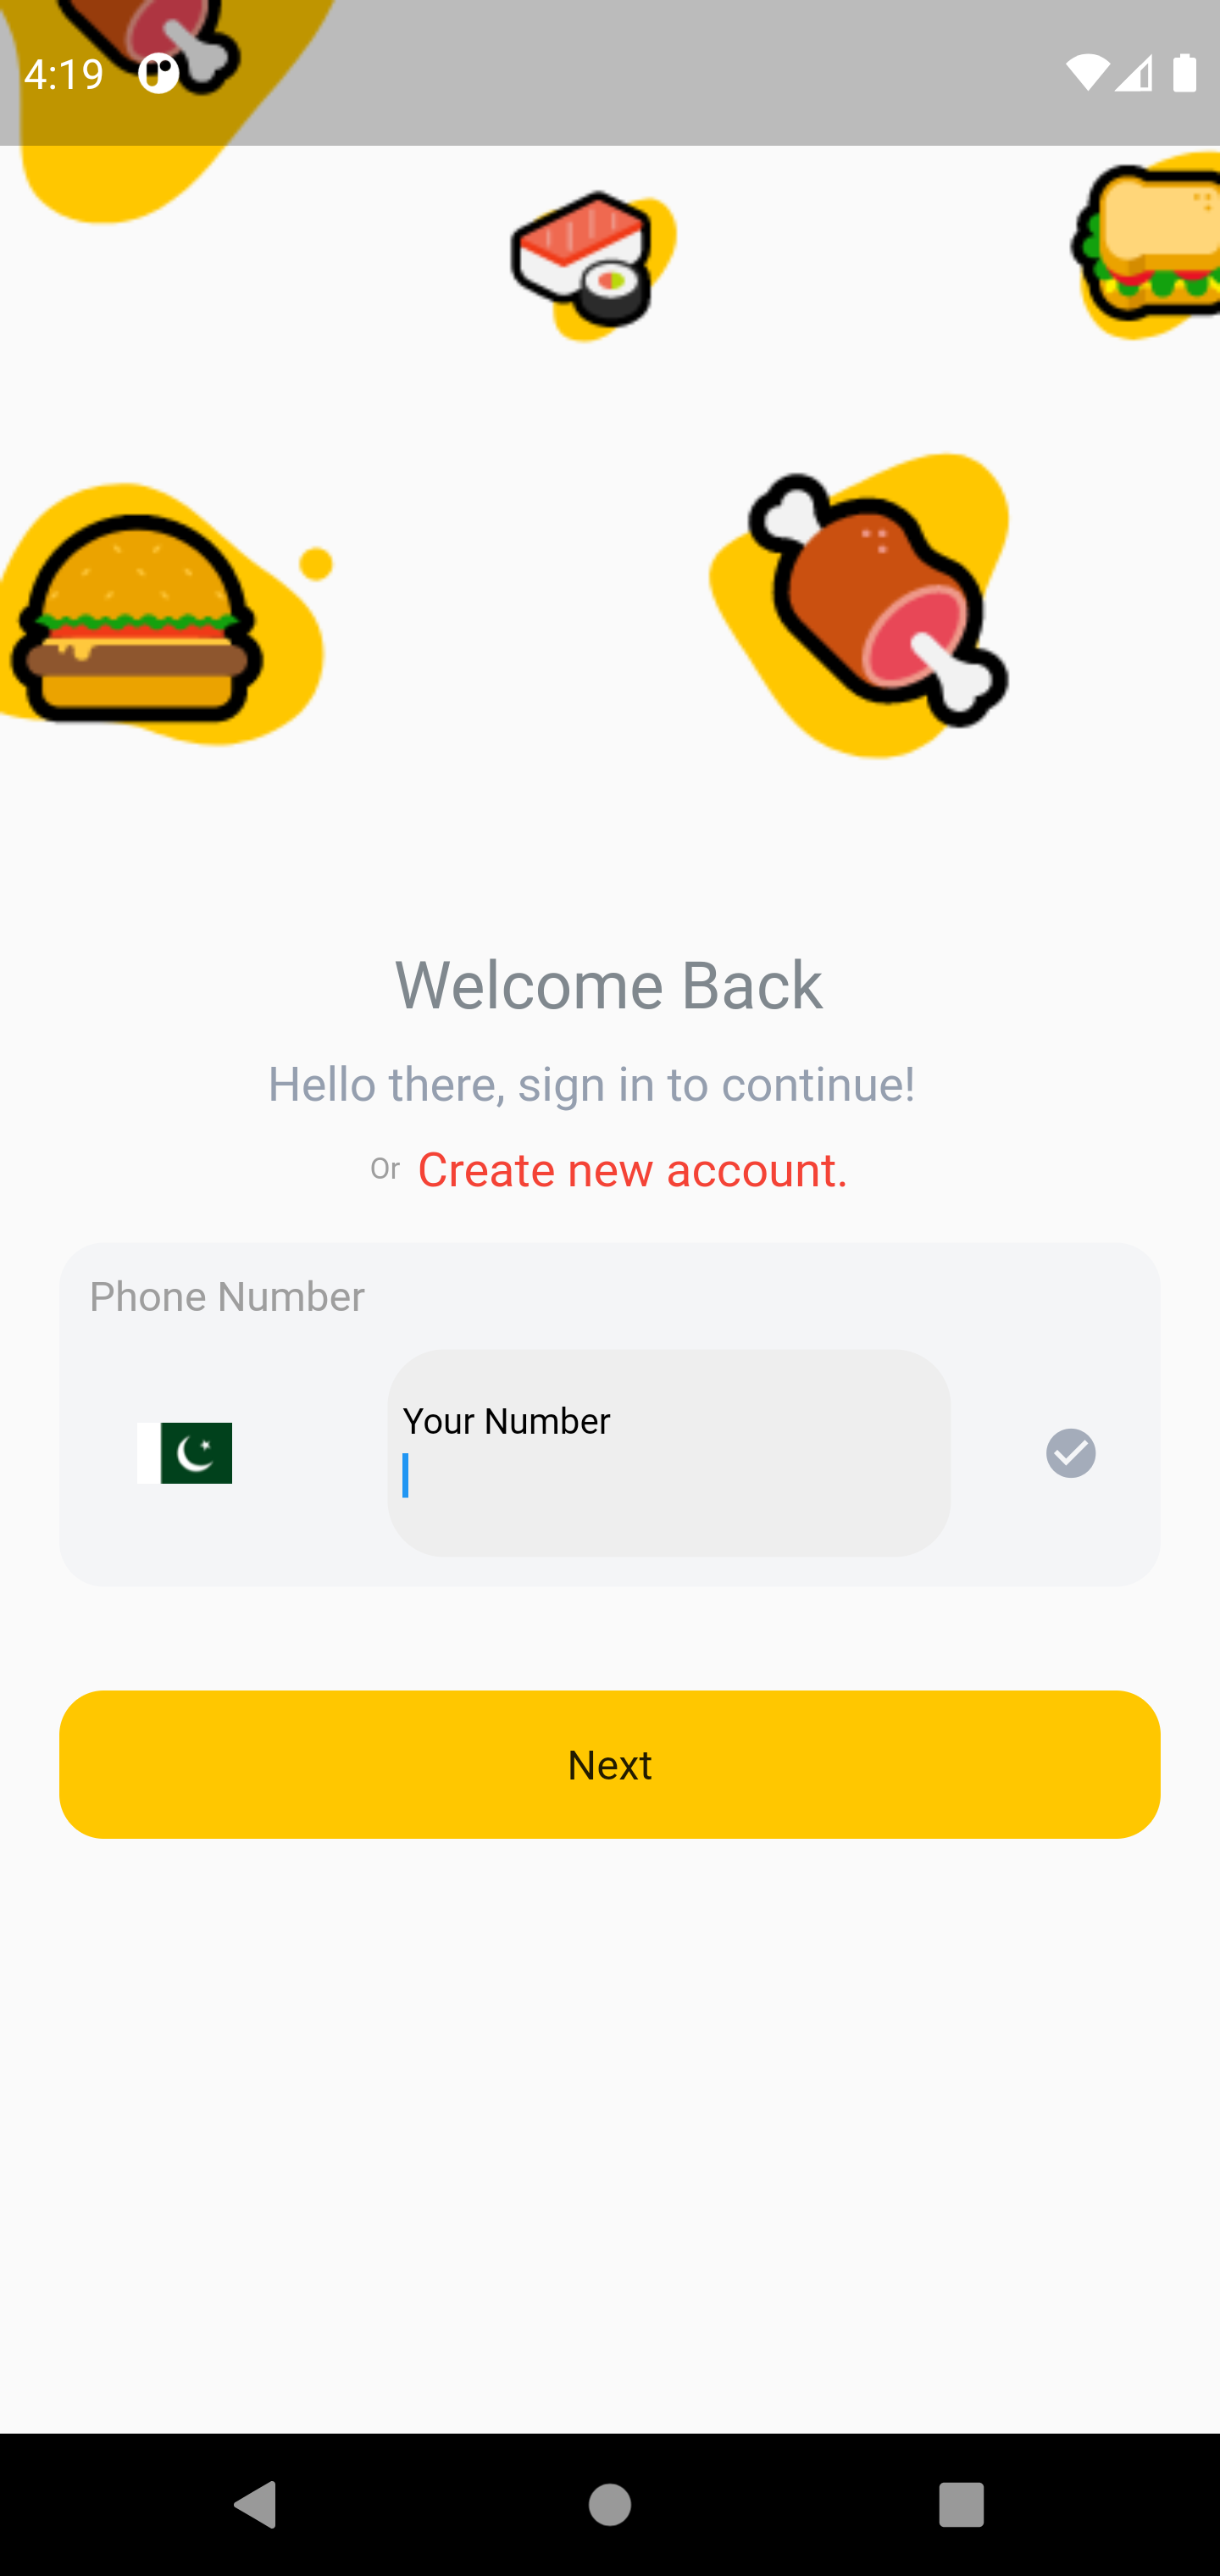 4:19
Welcome Back
Hello there, sign in to continue!
Or Create new account.
Phone Number
Your Number
Next